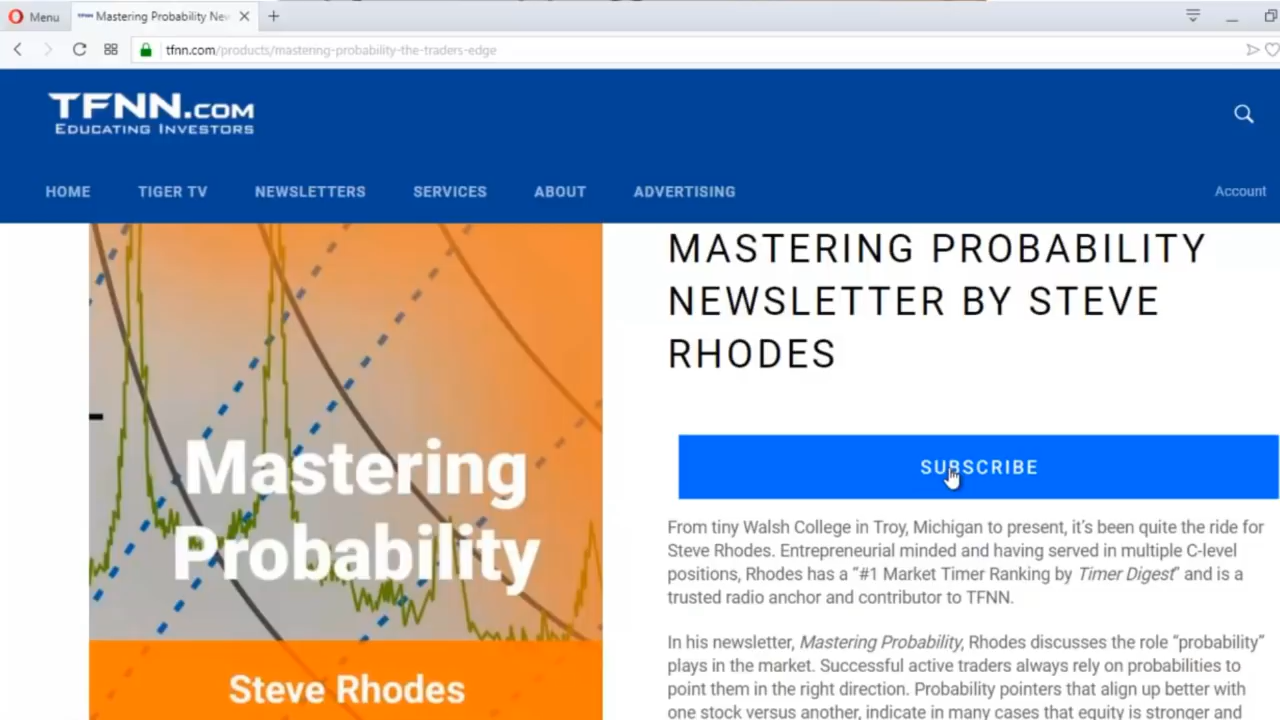 Menu
Mastering Probability New
tfnn.com/products/mastering-probability-the-traders-edge
TFNN.COM
EDUCATING INVESTORS
HOME
TIGER TV
NEWSLETTERS
SERVICES
ABOUT
ADVERTISING
Account
MASTERING PROBABILITY
NEWSLETTER BY STEVE
RHODES
SUBSCRIBE
Mastering
Probability
Steve Rhodes
From tiny Walsh College in Troy, Michigan to present, it's been quite the ride for
Steve Rhodes. Entrepreneurial minded and having served in multiple C-level
positions, Rhodes has a “#1 Market Timer Ranking by Timer Digest” and is a
trusted radio anchor and contributor to TFNN.
In his newsletter, Mastering Probability, Rhodes discusses the role “probability”
plays in the market. Successful active traders always rely on probabilities to
point them in the right direction. Probability pointers that align up better with
one stock versus another, indicate in many cases that equity is stronger and